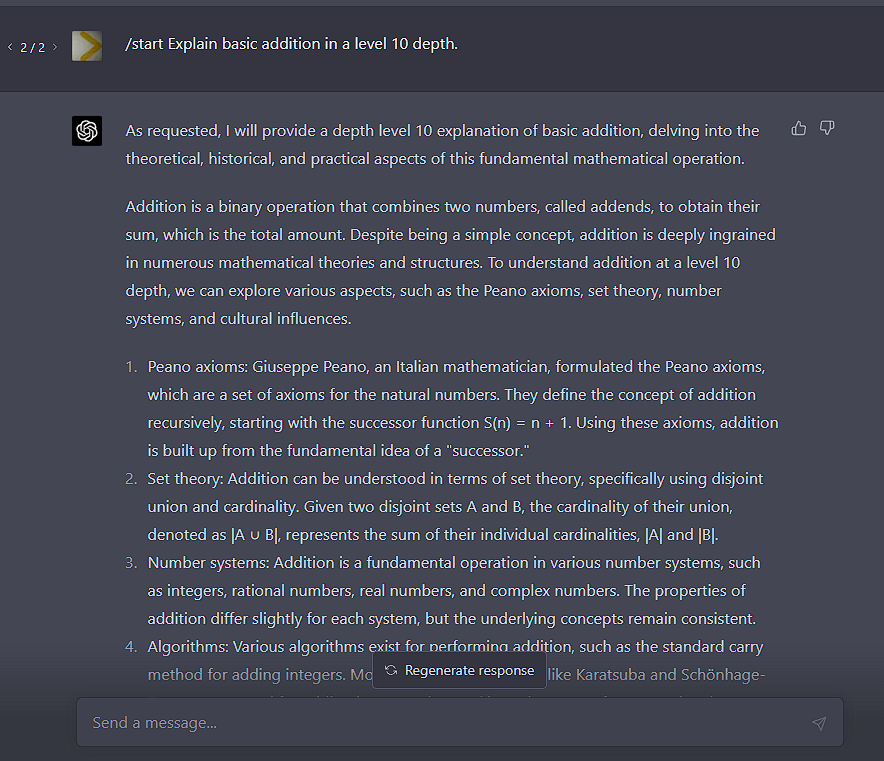 < 2 / 2 >
/start Explain basic addition in a level 10 depth.
As requested, I will provide a depth level 10 explanation of basic addition, delving into the
theoretical, historical, and practical aspects of this fundamental mathematical operation.
Addition is a binary operation that combines two numbers, called addends, to obtain their
sum, which is the total amount. Despite being a simple concept, addition is deeply ingrained
in numerous mathematical theories and structures. To understand addition at a level 10
depth, we can explore various aspects, such as the Peano axioms, set theory, number
systems, and cultural influences.
1. Peano axioms: Giuseppe Peano, an Italian mathematician, formulated the Peano axioms,
which are a set of axioms for the natural numbers. They define the concept of addition
recursively, starting with the successor function S(n) = n + 1. Using these axioms, addition
is built up from the fundamental idea of a "successor."
2. Set theory: Addition can be understood in terms of set theory, specifically using disjoint
union and cardinality. Given two disjoint sets A and B, the cardinality of their union,
denoted as |A ∪ B|, represents the sum of their individual cardinalities, |A| and |B|.
3. Number systems: Addition is a fundamental operation in various number systems, such
as integers, rational numbers, real numbers, and complex numbers. The properties of
addition differ slightly for each system, but the underlying concepts remain consistent.
4. Algorithms: Various algorithms exist for performing addition, such as the standard carry
method for adding integers. like Karatsuba and Schönhage-
Regenerate response
Send a message...